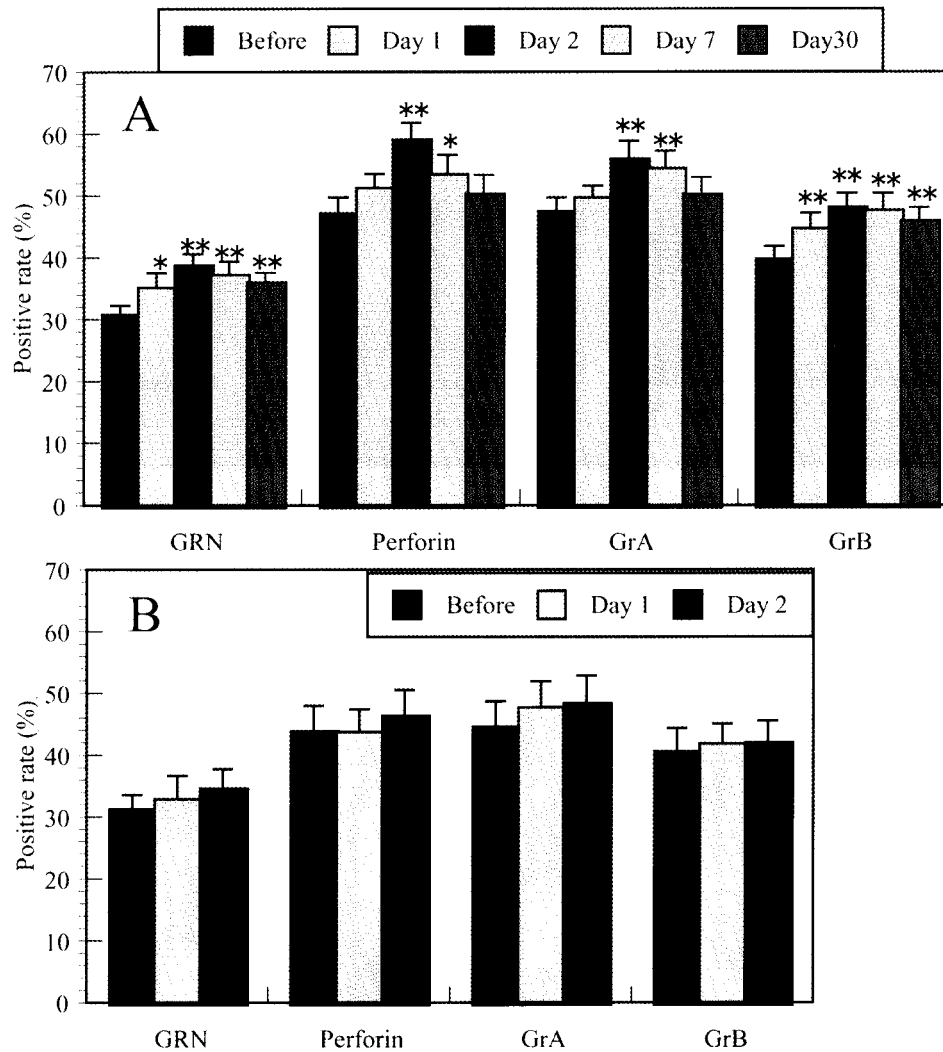 Before Day 1 Day 2 Day 7 Day30
A
70
60
50
40
30
20
10
0
Positive rate (%)
* ** ** **
** *
** **
** ** ** **
GRN Perforin GrA GrB
B
Before Day 1 Day 2
70
60
50
40
30
20
10
0
Positive rate (%)
GRN Perforin GrA GrB